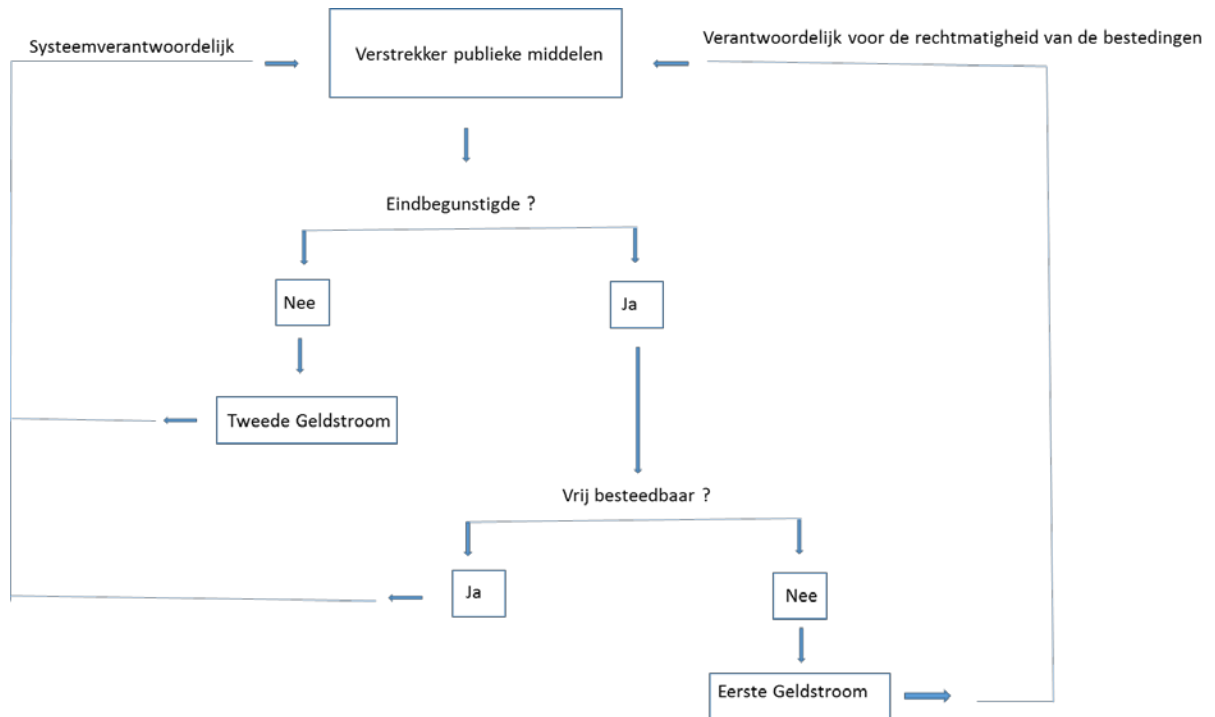 Systeemverantwoordelijk
Verstrekker publieke middelen
Verantwoordelijk voor de rechtmatigheid van de bestedingen
Eindbegunstigde ?
Nee
Ja
Tweede Geldstroom
Vrij besteedbaar ?
Ja
Nee
Eerste Geldstroom